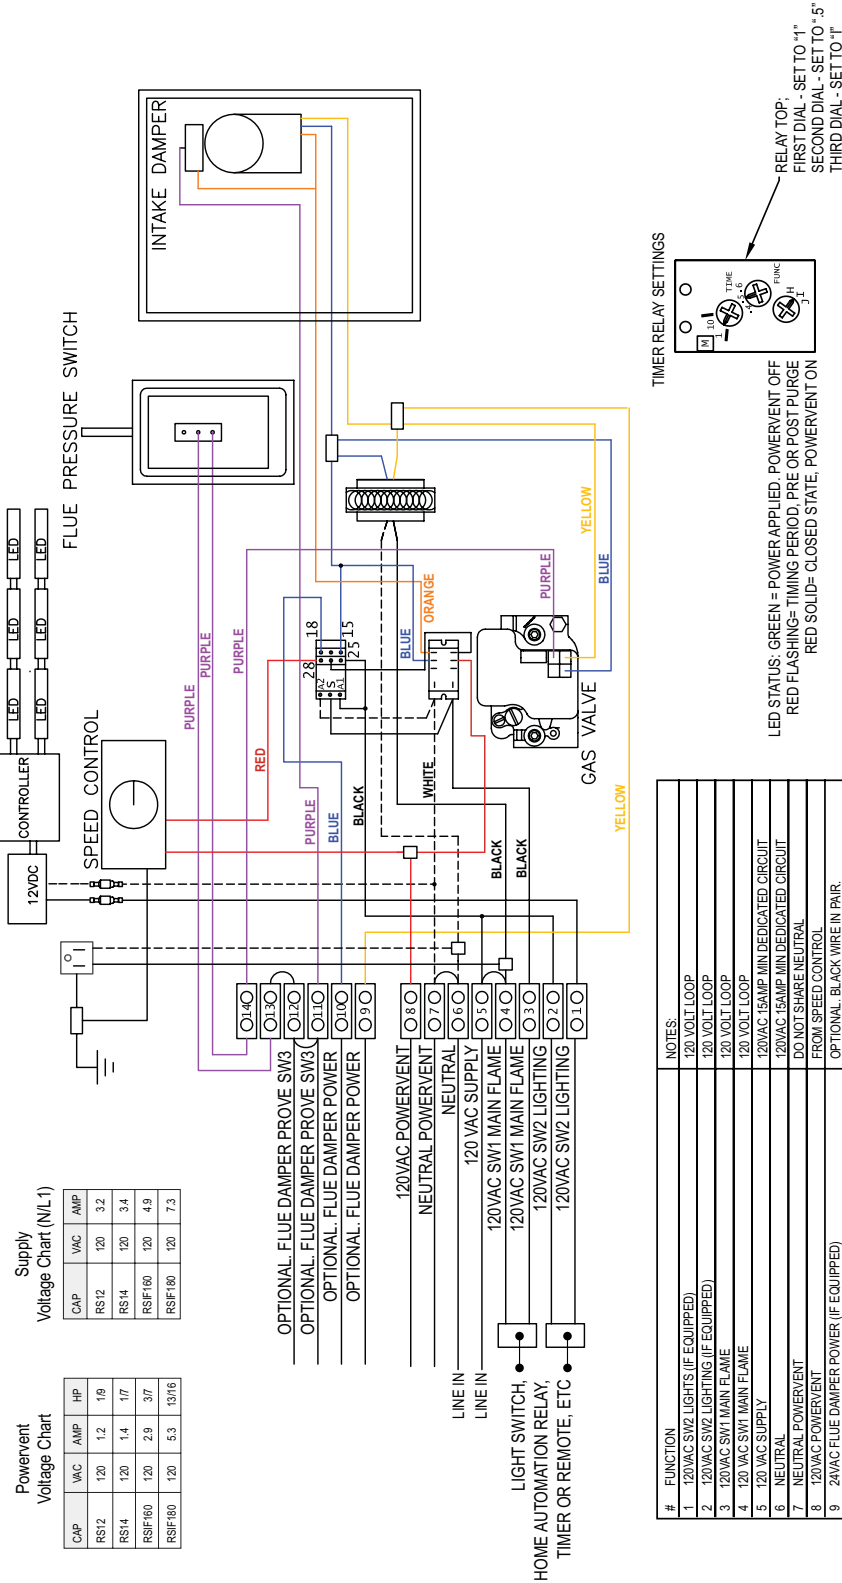 Powervent
Voltage Chart
CAP VAC AMP HP
RS12 120 1.2 1/9
RS14 120 1.4 1/7
RSIF160 120 2.9 3/7
RSIF180 120 5.3 13/16
Supply
Voltage Chart (N/L1)
CAP VAC AMP
RS12 120 3.2
RS14 120 3.4
RSIF160 120 4.9
RSIF180 120 7.3
12VDC
CONTROLLER
LED LED LED
LED LED LED
SPEED CONTROL
FLUE PRESSURE SWITCH
INTAKE DAMPER
PURPLE
PURPLE
PURPLE
RED
PURPLE
BLUE
BLACK
WHITE
BLACK
BLACK
28 18
A2
S
A1
25 15
BLUE
ORANGE
PURPLE
YELLOW
BLUE
YELLOW
GAS VALVE
14
13
12
11
10
9
8
7
6
5
4
3
2
1
OPTIONAL. FLUE DAMPER PROVE SW3
OPTIONAL. FLUE DAMPER PROVE SW3
OPTIONAL. FLUE DAMPER POWER
OPTIONAL. FLUE DAMPER POWER
120VAC POWERVENT
NEUTRAL POWERVENT
NEUTRAL
120 VAC SUPPLY
120VAC SW1 MAIN FLAME
120VAC SW1 MAIN FLAME
120VAC SW2 LIGHTING
120VAC SW2 LIGHTING
LINE IN
LINE IN
LIGHT SWITCH,
HOME AUTOMATION RELAY,
TIMER OR REMOTE, ETC
TIMER RELAY SETTINGS
M
1 10
TIME
.4 .5 .6
FUNC
J I H
RELAY TOP;
FIRST DIAL - SET TO "1"
SECOND DIAL - SET TO ".5"
THIRD DIAL - SET TO "I"
LED STATUS: GREEN = POWER APPLIED. POWERVENT OFF
RED FLASHING= TIMING PERIOD, PRE OR POST PURGE
RED SOLID= CLOSED STATE, POWERVENT ON
# FUNCTION NOTES:
1 120VAC SW2 LIGHTS (IF EQUIPPED) 120 VOLT LOOP
2 120VAC SW2 LIGHTING (IF EQUIPPED) 120 VOLT LOOP
3 120VAC SW1 MAIN FLAME 120 VOLT LOOP
4 120 VAC SW1 MAIN FLAME 120 VOLT LOOP
5 120 VAC SUPPLY 120VAC 15AMP MIN DEDICATED CIRCUIT
6 NEUTRAL 120VAC 15AMP MIN DEDICATED CIRCUIT
7 NEUTRAL POWERVENT DO NOT SHARE NEUTRAL
8 120VAC POWERVENT FROM SPEED CONTROL
9 24VAC FLUE DAMPER POWER (IF EQUIPPED) OPTIONAL. BLACK WIRE IN PAIR.